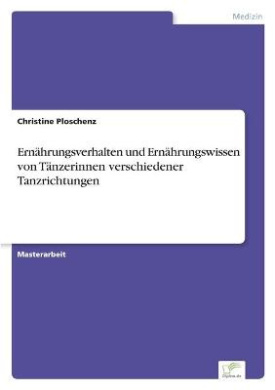 Medizin
Christine Ploschenz
Ernährungsverhalten und Ernährungswissen
von Tänzerinnen verschiedener
Tanzrichtungen
Masterarbeit